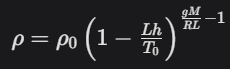 ρ = ρ₀ (1 − Lh/T₀)^(gM/RL − 1)